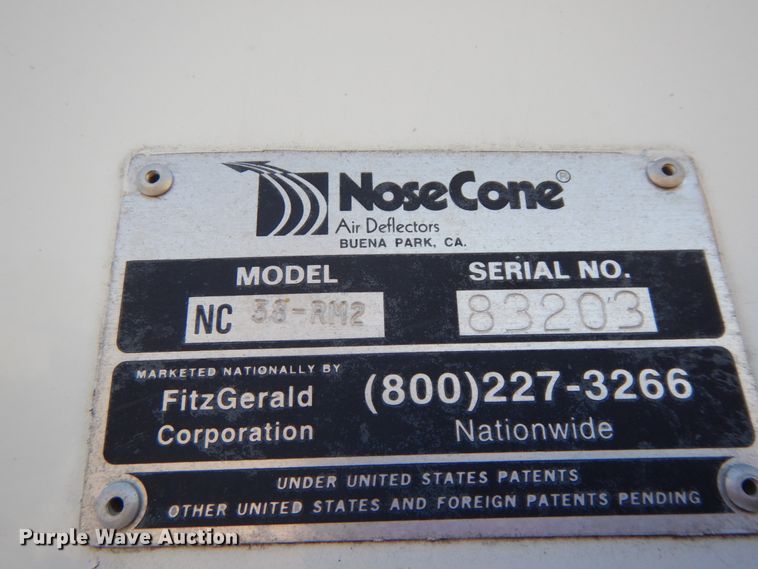 NoseCone®
Air Deflectors
BUENA PARK, CA.
MODEL SERIAL NO.
NC 38-RM2 83203
MARKETED NATIONALLY BY
FitzGerald
Corporation
(800)227-3266
Nationwide
UNDER UNITED STATES PATENTS
OTHER UNITED STATES AND FOREIGN PATENTS PENDING
Purple Wave Auction